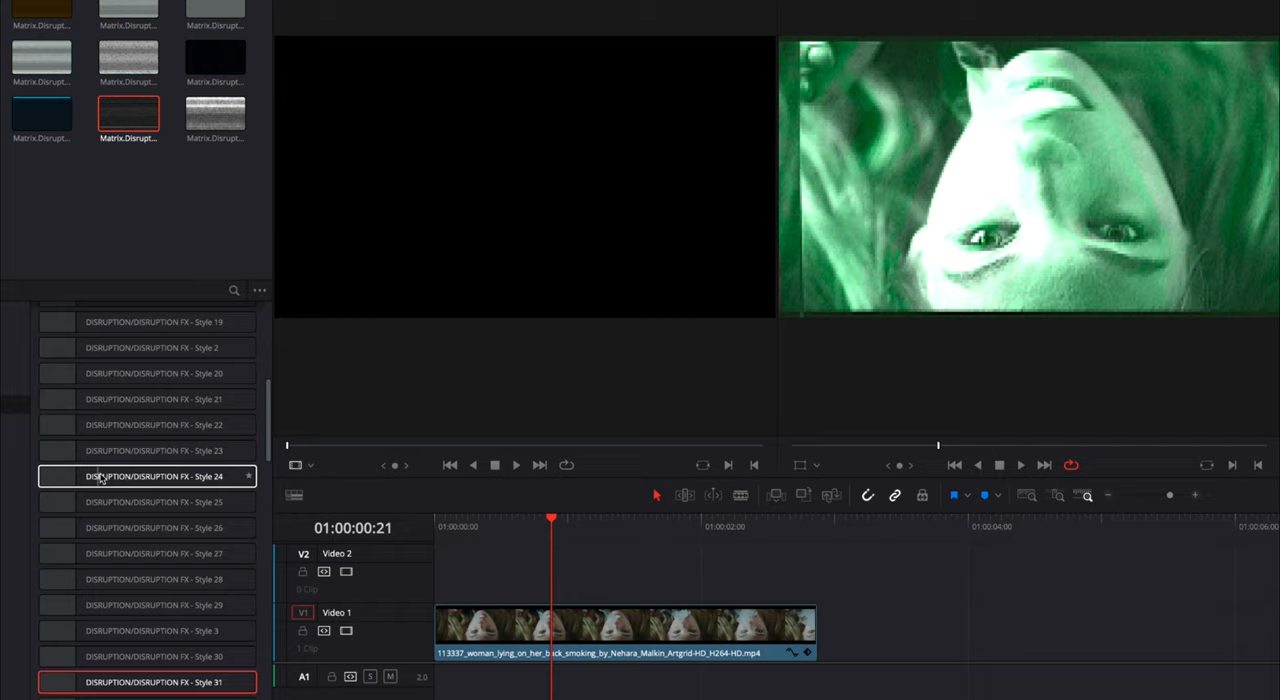 Matrix.Disrupt... Matrix.Disrupt... Matrix.Disrupt...
Matrix.Disrupt... Matrix.Disrupt... Matrix.Disrupt...
Matrix.Disrupt... Matrix.Disrupt... Matrix.Disrupt...
DISRUPTION/DISRUPTION FX - Style 19
DISRUPTION/DISRUPTION FX - Style 2
DISRUPTION/DISRUPTION FX - Style 20
DISRUPTION/DISRUPTION FX - Style 21
DISRUPTION/DISRUPTION FX - Style 22
DISRUPTION/DISRUPTION FX - Style 23
DISRUPTION/DISRUPTION FX - Style 24
DISRUPTION/DISRUPTION FX - Style 25
DISRUPTION/DISRUPTION FX - Style 26
DISRUPTION/DISRUPTION FX - Style 27
DISRUPTION/DISRUPTION FX - Style 28
DISRUPTION/DISRUPTION FX - Style 29
DISRUPTION/DISRUPTION FX - Style 3
DISRUPTION/DISRUPTION FX - Style 30
DISRUPTION/DISRUPTION FX - Style 31
01:00:00:21
01:00:00:00 01:00:02:00 01:00:04:00 01:00:06:00
V2 Video 2
0 Clip
V1 Video 1
1 Clip
113337_woman_lying_on_her_back_smoking_by_Nehara_Malkin_Artgrid-HD_H264-HD.mp4
A1 S M 2.0